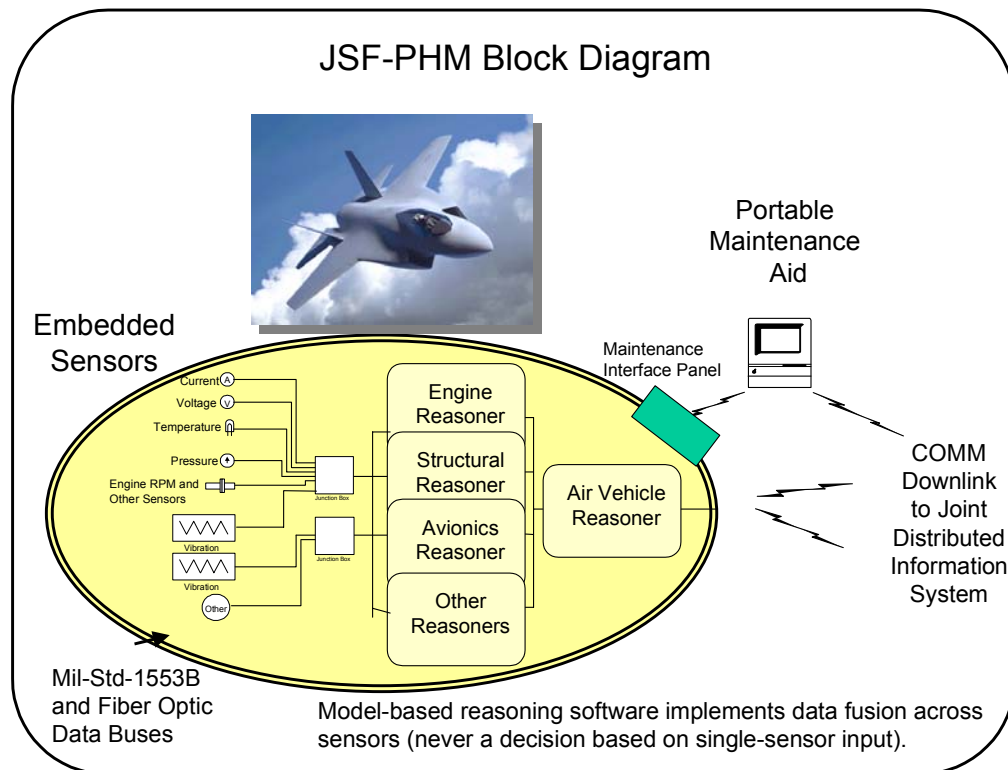 JSF-PHM Block Diagram
Portable
Maintenance
Aid
Embedded
Sensors
Maintenance
Interface Panel
Current
A
Voltage
V
Temperature
Pressure
Engine RPM and
Other Sensors
Junction Box
Vibration
Junction Box
Vibration
Other
Engine
Reasoner
Structural
Reasoner
Avionics
Reasoner
Other
Reasoners
Air Vehicle
Reasoner
COMM
Downlink
to Joint
Distributed
Information
System
Mil-Std-1553B
and Fiber Optic
Data Buses
Model-based reasoning software implements data fusion across
sensors (never a decision based on single-sensor input).